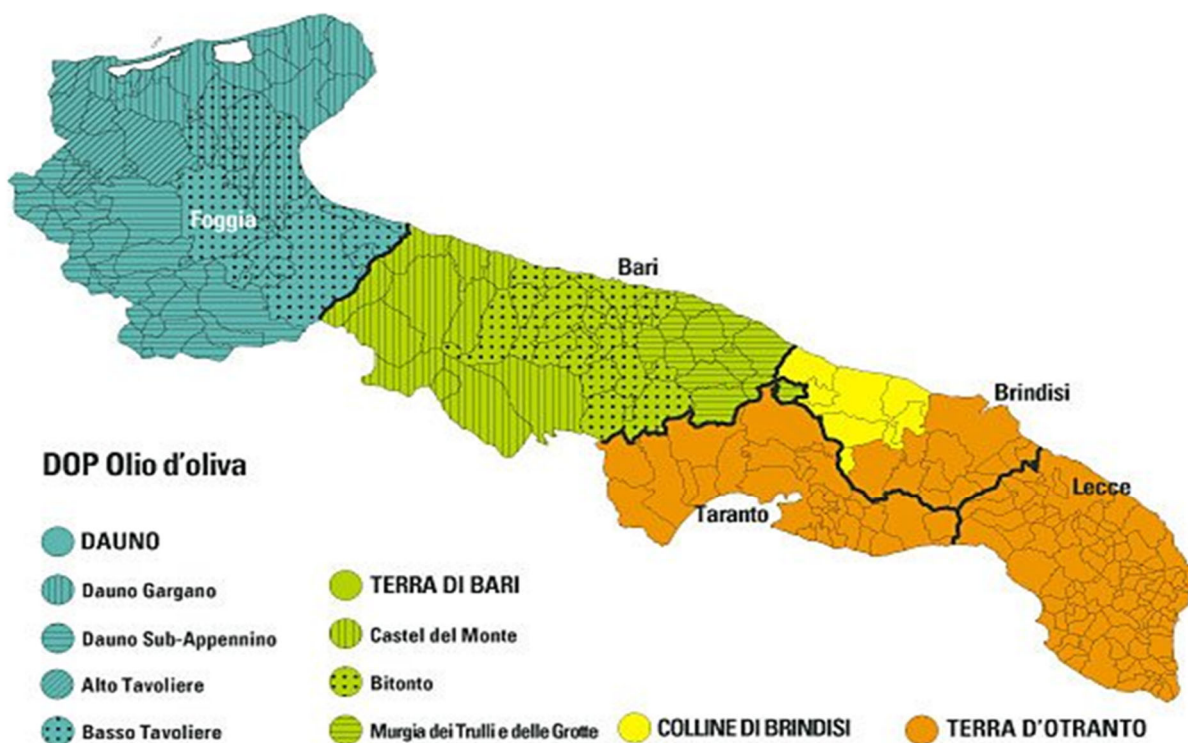 Foggia
Bari
Brindisi
Lecce
Taranto
DOP Olio d'oliva
DAUNO
Dauno Gargano
Dauno Sub-Appennino
Alto Tavoliere
Basso Tavoliere
TERRA DI BARI
Castel del Monte
Bitonto
Murgia dei Trulli e delle Grotte
COLLINE DI BRINDISI
TERRA D'OTRANTO